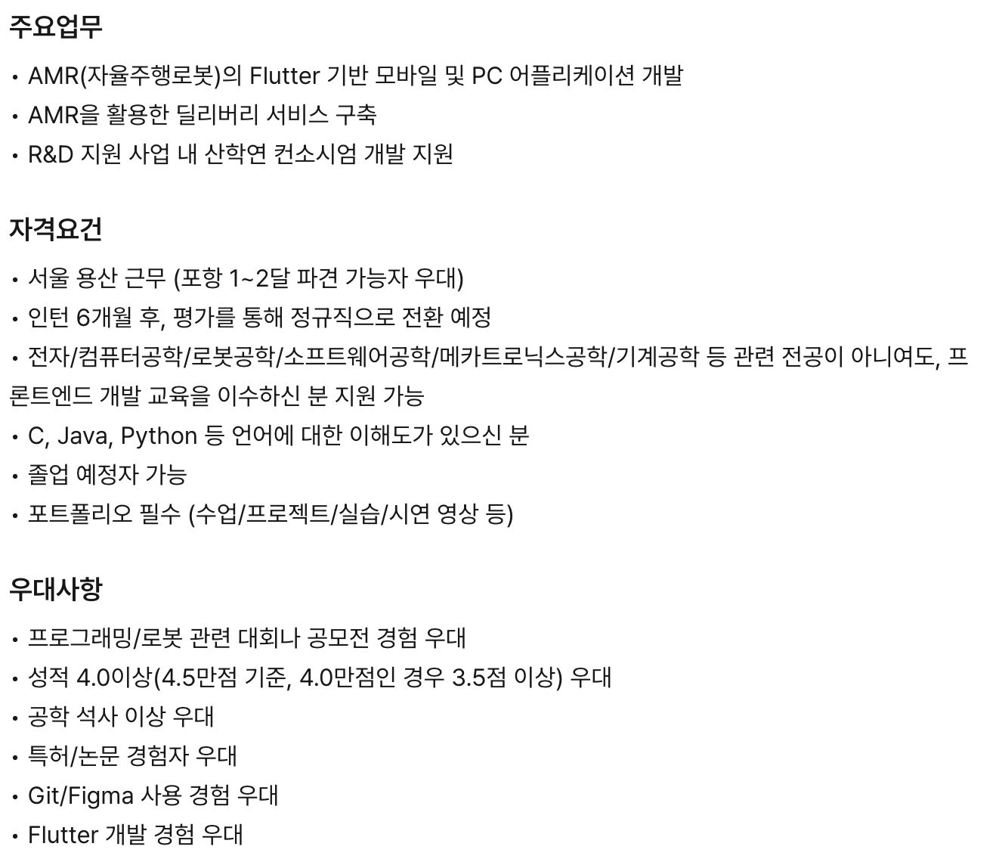 주요업무
• AMR(자율주행로봇)의 Flutter 기반 모바일 및 PC 어플리케이션 개발
• AMR을 활용한 딜리버리 서비스 구축
• R&D 지원 사업 내 산학연 컨소시엄 개발 지원
자격요건
• 서울 용산 근무 (포항 1~2달 파견 가능자 우대)
• 인턴 6개월 후, 평가를 통해 정규직으로 전환 예정
• 전자/컴퓨터공학/로봇공학/소프트웨어공학/메카트로닉스공학/기계공학 등 관련 전공이 아니여도, 프
론트엔드 개발 교육을 이수하신 분 지원 가능
• C, Java, Python 등 언어에 대한 이해도가 있으신 분
• 졸업 예정자 가능
• 포트폴리오 필수 (수업/프로젝트/실습/시연 영상 등)
우대사항
• 프로그래밍/로봇 관련 대회나 공모전 경험 우대
• 성적 4.0이상(4.5만점 기준, 4.0만점인 경우 3.5점 이상) 우대
• 공학 석사 이상 우대
• 특허/논문 경험자 우대
• Git/Figma 사용 경험 우대
• Flutter 개발 경험 우대